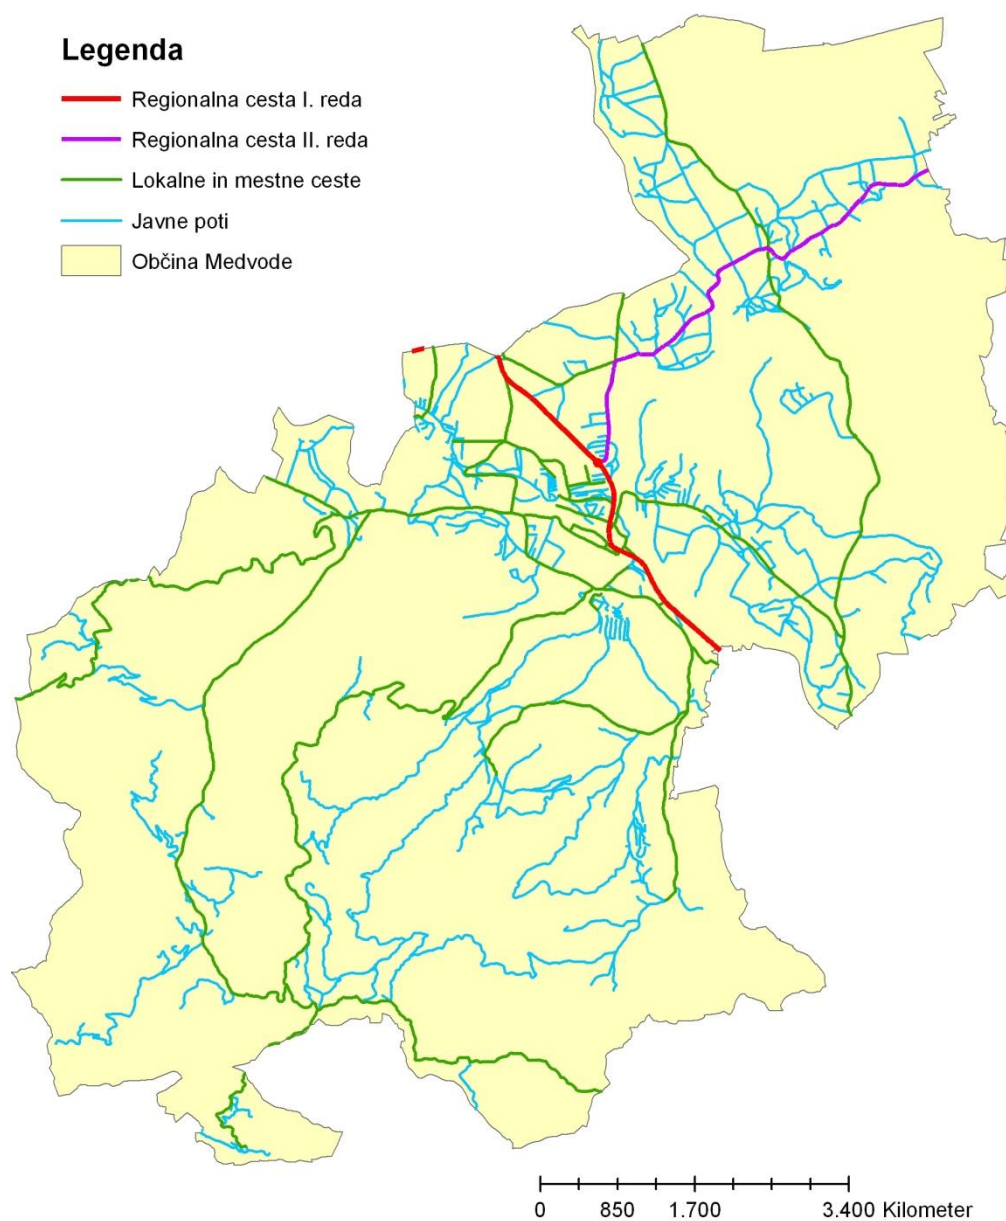 Legenda
Regionalna cesta I. reda
Regionalna cesta II. reda
Lokalne in mestne ceste
Javne poti
Občina Medvode
0 850 1.700 3.400 Kilometer